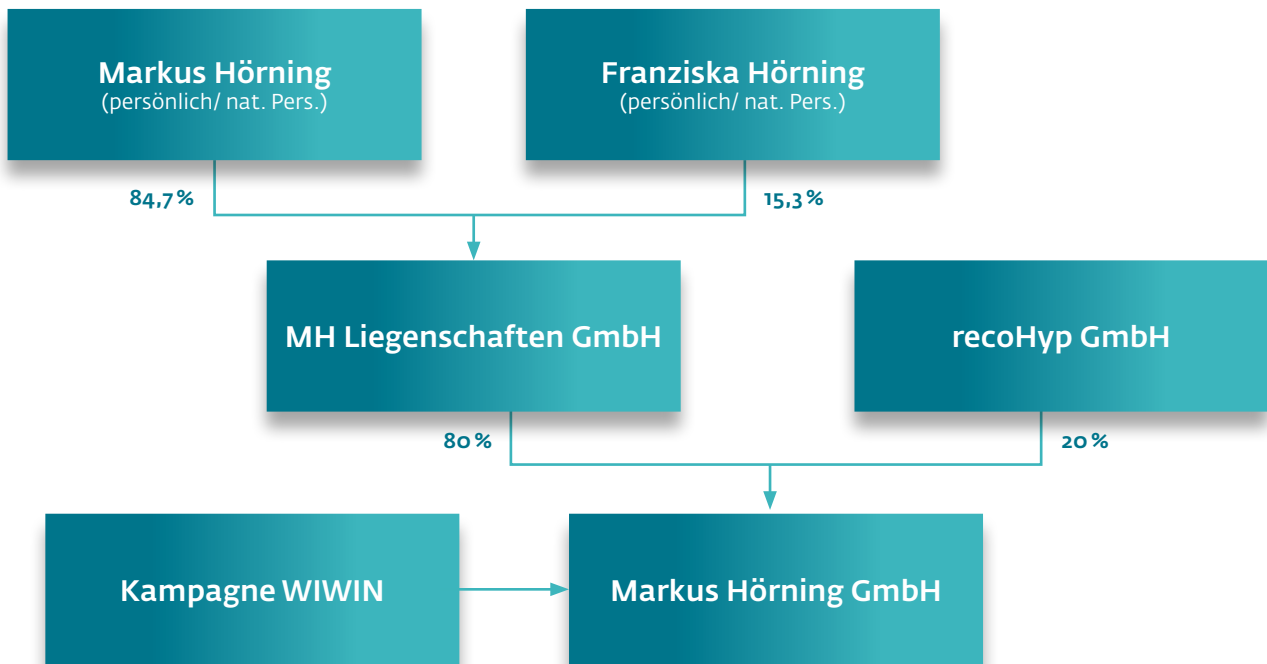 Markus Hörning
(persönlich/ nat. Pers.)
Franziska Hörning
(persönlich/ nat. Pers.)
84,7 %
15,3 %
MH Liegenschaften GmbH
recoHyp GmbH
80 %
20 %
Kampagne WIWIN
Markus Hörning GmbH